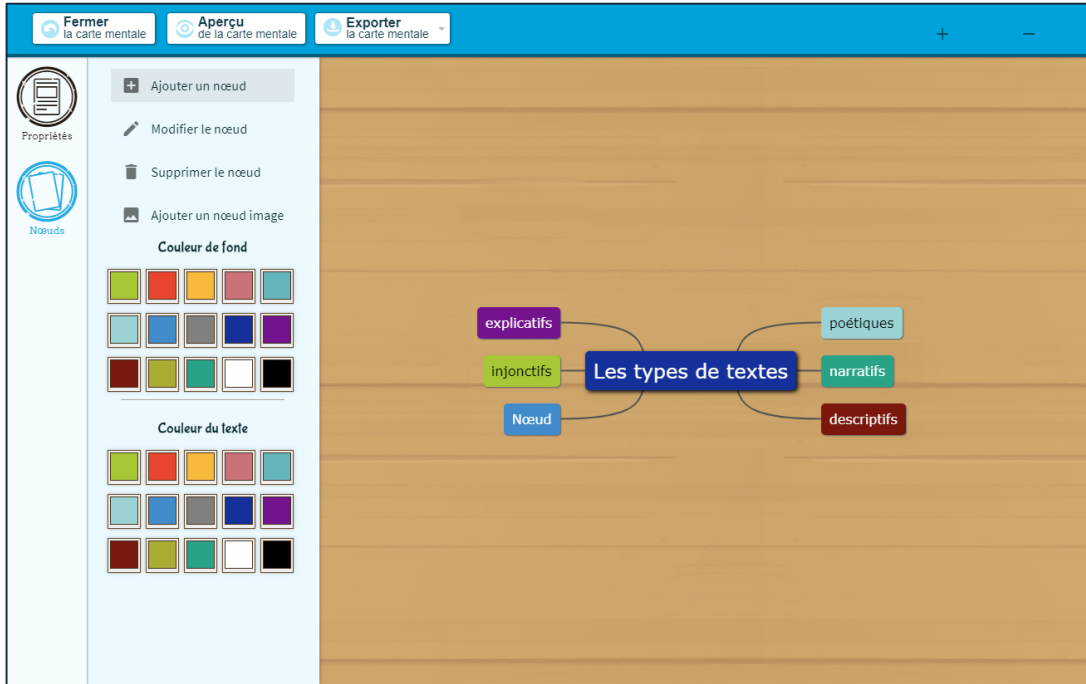 Fermer
la carte mentale
Aperçu
de la carte mentale
Exporter
la carte mentale
+
−
Propriétés
Nœuds
Ajouter un nœud
Modifier le nœud
Supprimer le nœud
Ajouter un nœud image
Couleur de fond
Couleur du texte
explicatifs
injonctifs
Nœud
Les types de textes
poétiques
narratifs
descriptifs